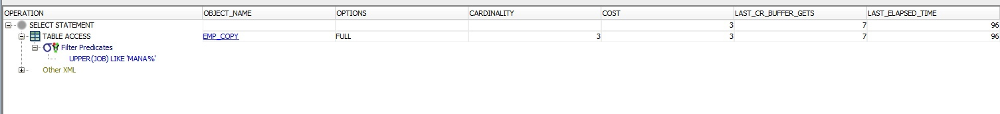 OPERATION OBJECT_NAME OPTIONS CARDINALITY COST LAST_CR_BUFFER_GETS LAST_ELAPSED_TIME
SELECT STATEMENT 3 7 96
TABLE ACCESS EMP_COPY FULL 3 3 7 96
Filter Predicates
UPPER(JOB) LIKE 'MANA%'
Other XML